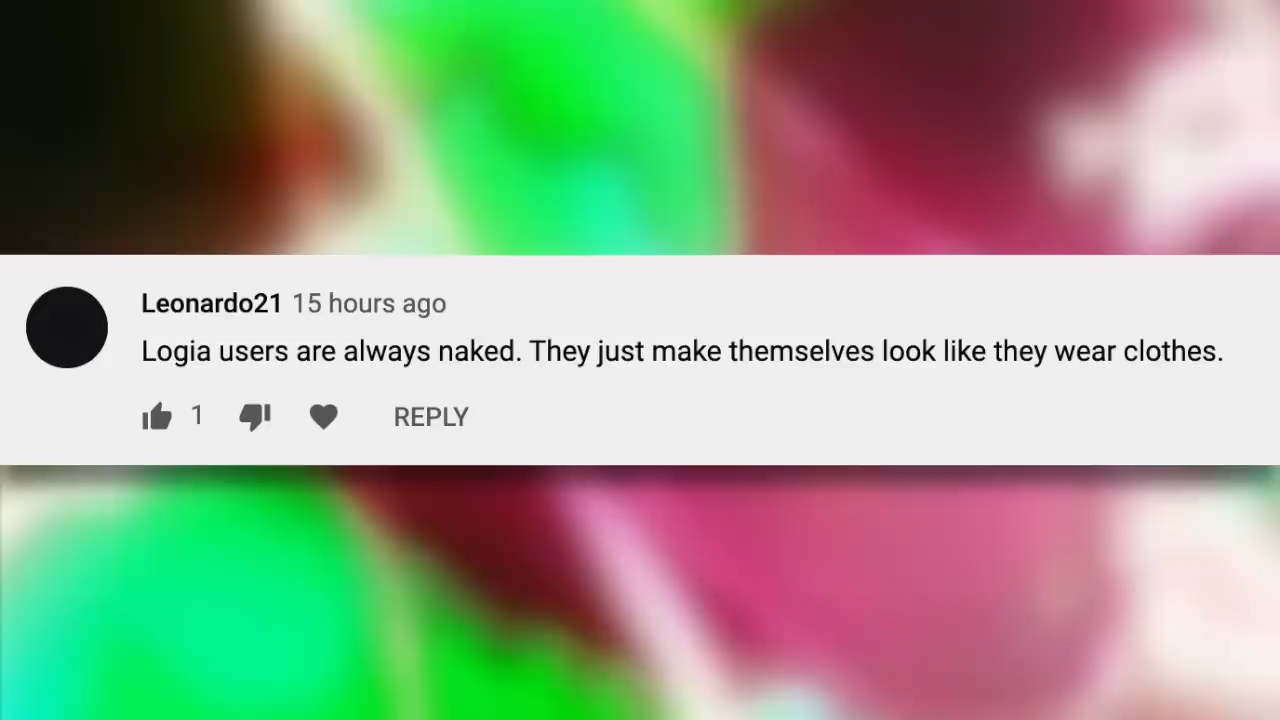 Leonardo21 15 hours ago
Logia users are always naked. They just make themselves look like they wear clothes.
1 REPLY